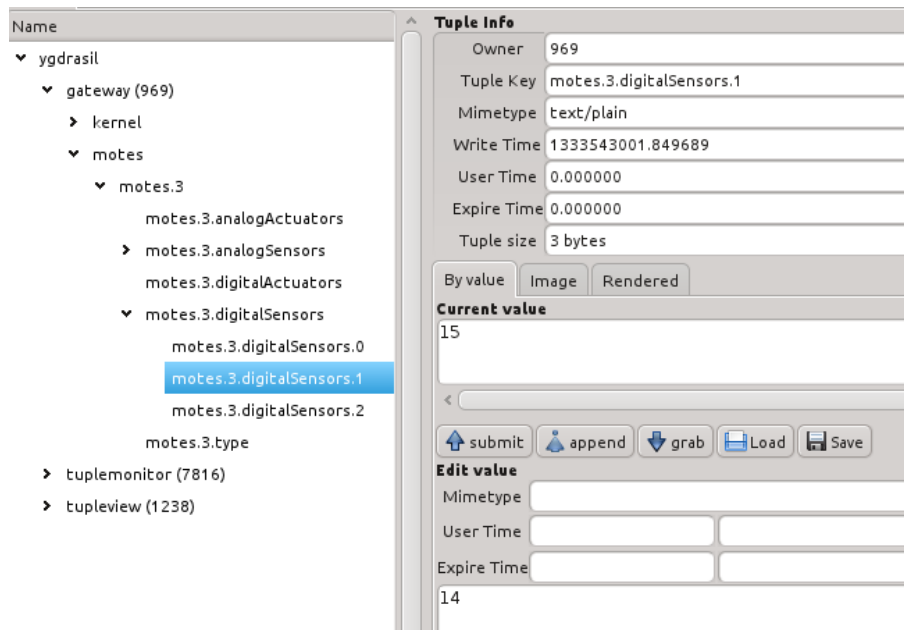 Name
ygdrasil
gateway (969)
kernel
motes
motes.3
motes.3.analogActuators
motes.3.analogSensors
motes.3.digitalActuators
motes.3.digitalSensors
motes.3.digitalSensors.0
motes.3.digitalSensors.1
motes.3.digitalSensors.2
motes.3.type
tuplemonitor (7816)
tupleview (1238)
Tuple Info
Owner 969
Tuple Key motes.3.digitalSensors.1
Mimetype text/plain
Write Time 1333543001.849689
User Time 0.000000
Expire Time 0.000000
Tuple size 3 bytes
By value Image Rendered
Current value
15
submit append grab Load Save
Edit value
Mimetype
User Time
Expire Time
14